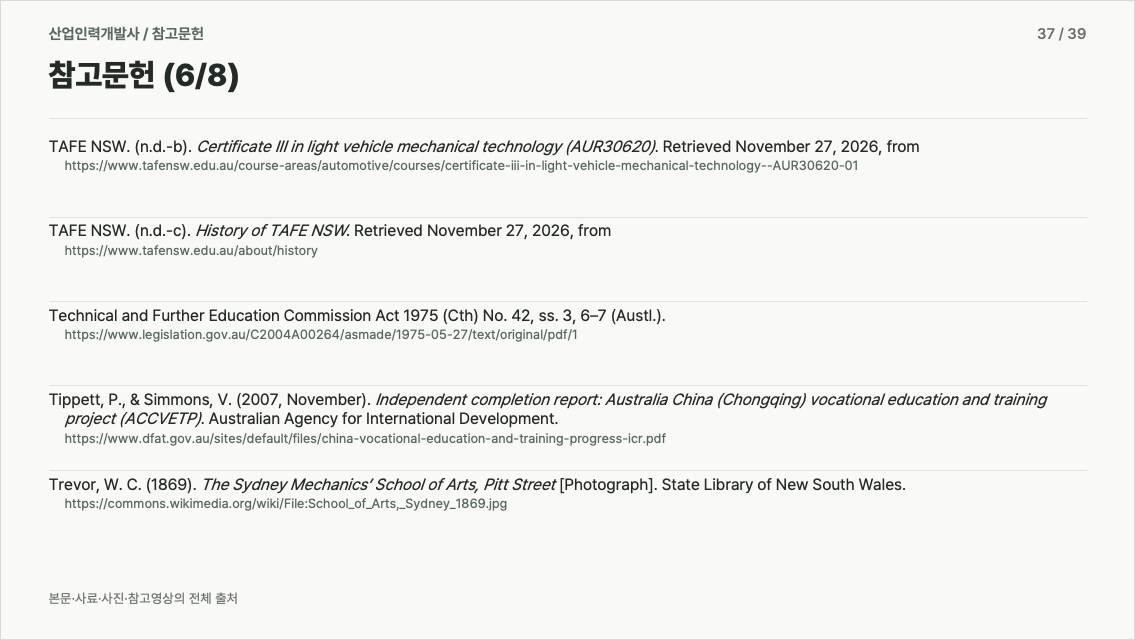 산업인력개발사 / 참고문헌
37 / 39
참고문헌 (6/8)
TAFE NSW. (n.d.-b). Certificate III in light vehicle mechanical technology (AUR30620). Retrieved November 27, 2026, from
https://www.tafensw.edu.au/course-areas/automotive/courses/certificate-iii-in-light-vehicle-mechanical-technology--AUR30620-01
TAFE NSW. (n.d.-c). History of TAFE NSW. Retrieved November 27, 2026, from
https://www.tafensw.edu.au/about/history
Technical and Further Education Commission Act 1975 (Cth) No. 42, ss. 3, 6–7 (Austl.).
https://www.legislation.gov.au/C2004A00264/asmade/1975-05-27/text/original/pdf/1
Tippett, P., & Simmons, V. (2007, November). Independent completion report: Australia China (Chongqing) vocational education and training
project (ACCVETP). Australian Agency for International Development.
https://www.dfat.gov.au/sites/default/files/china-vocational-education-and-training-progress-icr.pdf
Trevor, W. C. (1869). The Sydney Mechanics’ School of Arts, Pitt Street [Photograph]. State Library of New South Wales.
https://commons.wikimedia.org/wiki/File:School_of_Arts,_Sydney_1869.jpg
본문·사료·사진·참고영상의 전체 출처